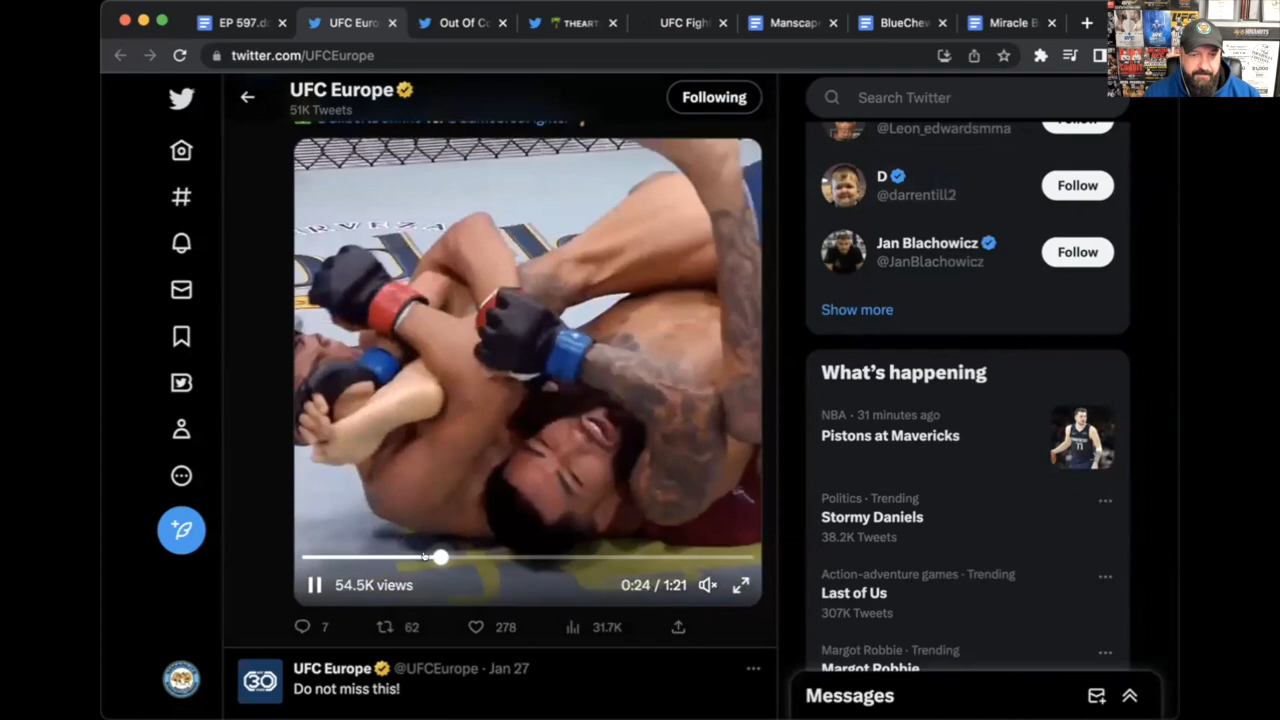 EP 597.d
UFC Euro
Out Of C
THEART
UFC Figh
Manscap
BlueChew
Miracle B
twitter.com/UFCEurope
UFC Europe
51K Tweets
Following
Search Twitter
@Leon_edwardsmma
D
@darrentill2
Follow
Jan Blachowicz
@JanBlachowicz
Follow
Show more
What's happening
NBA · 31 minutes ago
Pistons at Mavericks
Politics · Trending
Stormy Daniels
38.2K Tweets
Action-adventure games · Trending
Last of Us
307K Tweets
Margot Robbie · Trending
Margot Robbie
54.5K views
0:24 / 1:21
7
62
278
31.7K
UFC Europe @UFCEurope · Jan 27
Do not miss this!
Messages